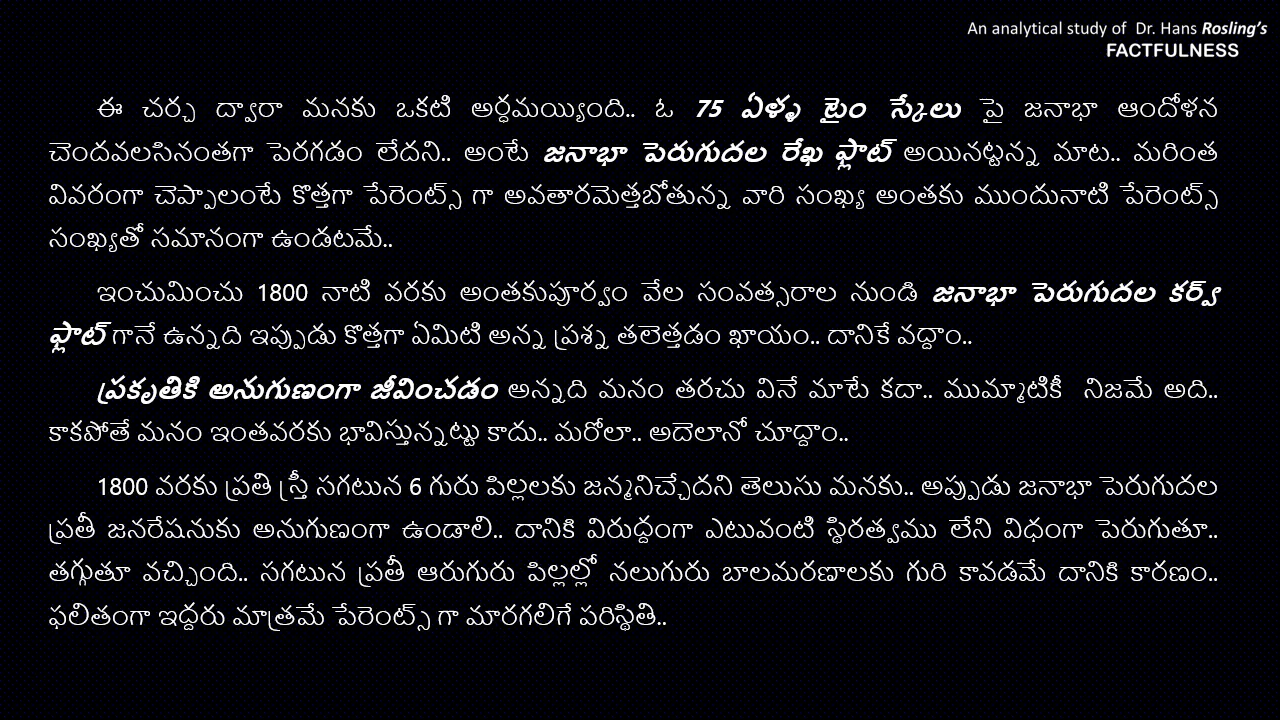 An analytical study of Dr. Hans Rosling's
FACTFULNESS
ఈ చర్చ ద్వారా మనకు ఒకటి అర్ధమయ్యింది.. ఓ 75 ఏళ్ళ టైం స్కేలు పై జనాభా ఆందోళన
చెందవలసినంతగా పెరగడం లేదని.. అంటే జనాభా పెరుగుదల రేఖ ఫ్లాట్ అయినట్టన్న మాట.. మరింత
వివరంగా చెప్పాలంటే కొత్తగా పేరెంట్స్ గా అవతారమెత్తబోతున్న వారి సంఖ్య అంతకు ముందునాటి పేరెంట్స్
సంఖ్యతో సమానంగా ఉండటమే..
ఇంచుమించు 1800 నాటి వరకు అంతకుపూర్వం వేల సంవత్సరాల నుండి జనాభా పెరుగుదల కర్వ్
ఫ్లాట్ గానే ఉన్నది ఇప్పుడు కొత్తగా ఏమిటి అన్న ప్రశ్న తలెత్తడం ఖాయం.. దానికే వద్దాం..
ప్రకృతికి అనుగుణంగా జీవించడం అన్నది మనం తరచు వినే మాటే కదా.. ముమ్మాటికీ నిజమే అది..
కాకపోతే మనం ఇంతవరకు భావిస్తున్నట్టు కాదు.. మరోలా.. అదెలానో చూద్దాం..
1800 వరకు ప్రతి స్త్రీ సగటున 6 గురు పిల్లలకు జన్మనిచ్చేదని తెలుసు మనకు.. అప్పుడు జనాభా పెరుగుదల
ప్రతీ జనరేషనుకు అనుగుణంగా ఉండాలి.. దానికి విరుద్దంగా ఎటువంటి స్థిరత్వము లేని విధంగా పెరుగుతూ..
తగ్గుతూ వచ్చింది.. సగటున ప్రతీ ఆరుగురు పిల్లల్లో నలుగురు బాలమరణాలకు గురి కావడమే దానికి కారణం..
ఫలితంగా ఇద్దరు మాత్రమే పేరెంట్స్ గా మారగలిగే పరిస్థితి..